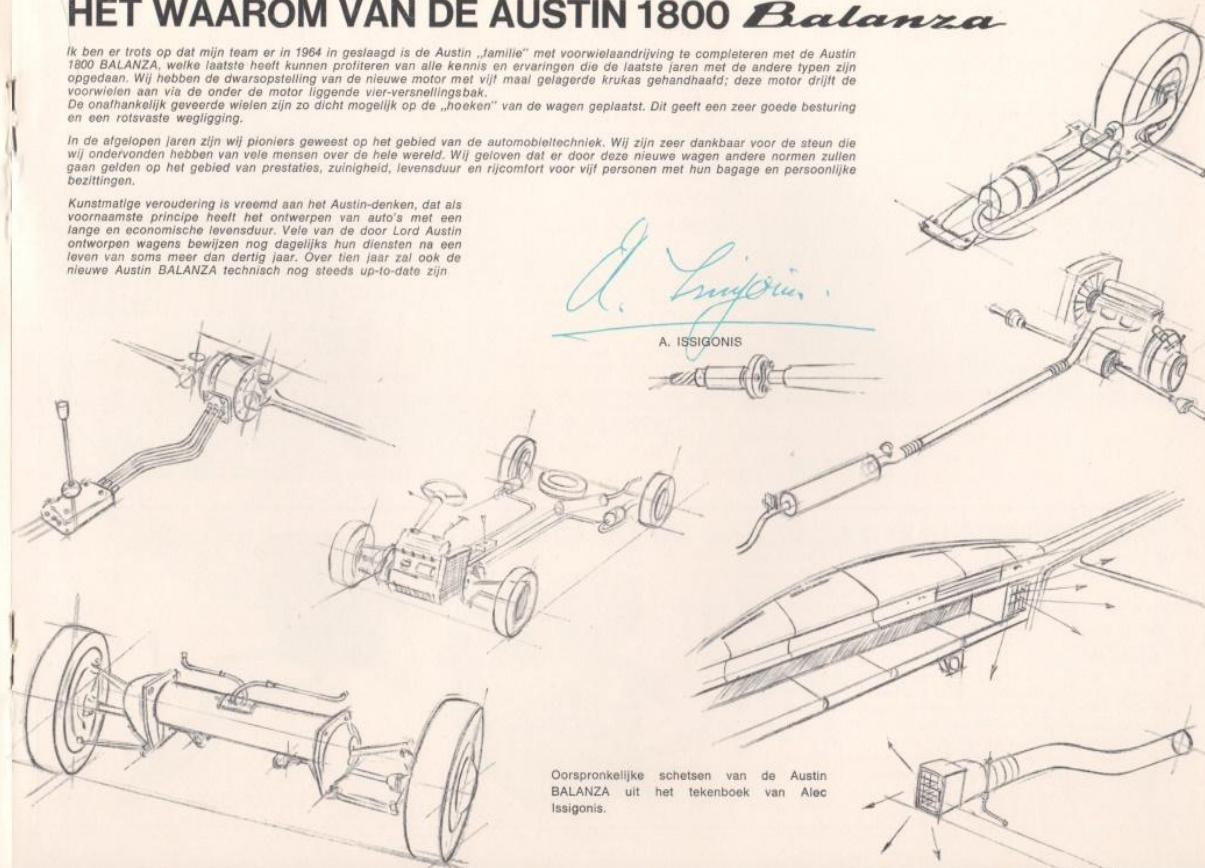 HET WAAROM VAN DE AUSTIN 1800 Balanza
Ik ben er trots op dat mijn team er in 1964 in geslaagd is de Austin „familie” met voorwielaandrijving te completeren met de Austin
1800 BALANZA, welke laatste heeft kunnen profiteren van alle kennis en ervaringen die de laatste jaren met de andere typen zijn
opgedaan. Wij hebben de dwarsopstelling van de nieuwe motor met vijf maal gelagerde krukas gehandhaafd; deze motor drijft de
voorwielen aan via de onder de motor liggende vier-versnellingsbak.
De onafhankelijk geveerde wielen zijn zo dicht mogelijk op de „hoeken” van de wagen geplaatst. Dit geeft een zeer goede besturing
en een rotsvaste wegligging.
In de afgelopen jaren zijn wij pioniers geweest op het gebied van de automobieltechniek. Wij zijn zeer dankbaar voor de steun die
wij ondervonden hebben van vele mensen over de hele wereld. Wij geloven dat er door deze nieuwe wagen andere normen zullen
gaan gelden op het gebied van prestaties, zuinigheid, levensduur en rijcomfort voor vijf personen met hun bagage en persoonlijke
bezittingen.
Kunstmatige veroudering is vreemd aan het Austin-denken, dat als
voornaamste principe heeft het ontwerpen van auto's met een
lange en economische levensduur. Vele van de door Lord Austin
ontworpen wagens bewijzen nog dagelijks hun diensten na een
leven van soms meer dan dertig jaar. Over tien jaar zal ook de
nieuwe Austin BALANZA technisch nog steeds up-to-date zijn
A. Issigonis.
A. ISSIGONIS
Oorspronkelijke schetsen van de Austin
BALANZA uit het tekenboek van Alec
Issigonis.